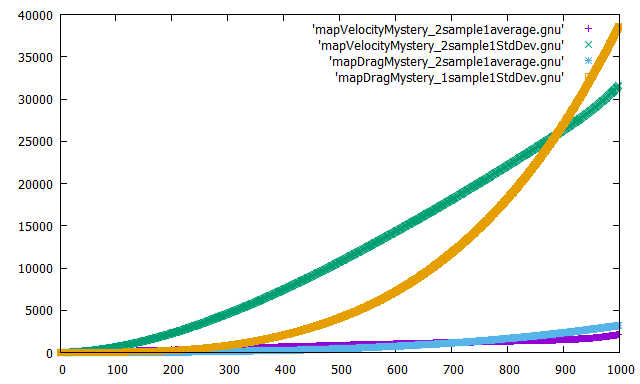 40000
35000
30000
25000
20000
15000
10000
5000
0
'mapVelocityMystery_2sample1average.gnu'
'mapVelocityMystery_2sample1StdDev.gnu'
'mapDragMystery_2sample1average.gnu'
'mapDragMystery_1sample1StdDev.gnu'
0 100 200 300 400 500 600 700 800 900 1000